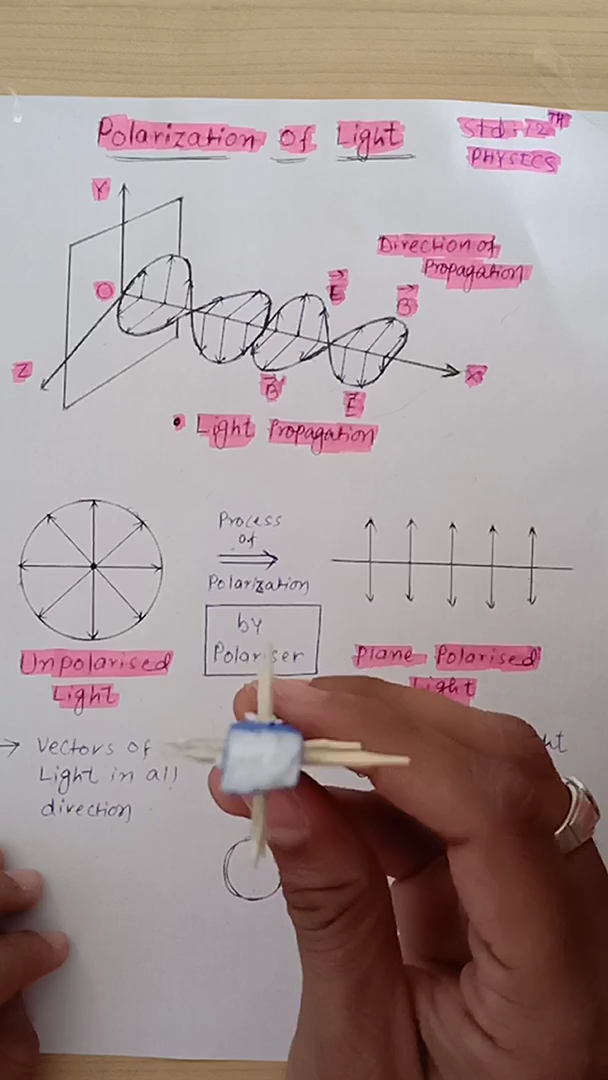 Polarization Of Light
Std:-12TH
PHYSICS
Y
Direction of
Propagation
E
B
O
Z
X
B
E
• Light Propagation
Process
of
Polarization
by
Polariser
Unpolarised
Light
Plane Polarised
Light
→ Vectors of
Light in all
direction